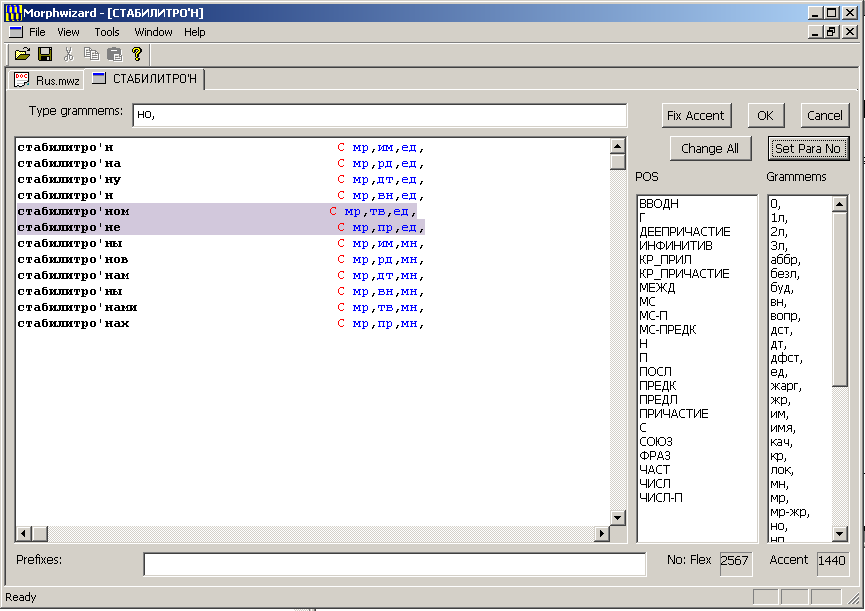 Morphwizard - [СТАБИЛИТРО'Н]
File View Tools Window Help
Rus.mwz СТАБИЛИТРО'Н
Type grammems: но,
Fix Accent OK Cancel
Change All Set Para No
стабилитро'н С мр,им,ед,
стабилитро'на С мр,рд,ед,
стабилитро'ну С мр,дт,ед,
стабилитро'н С мр,вн,ед,
стабилитро'ном С мр,тв,ед,
стабилитро'не С мр,пр,ед,
стабилитро'ны С мр,им,мн,
стабилитро'нов С мр,рд,мн,
стабилитро'нам С мр,дт,мн,
стабилитро'ны С мр,вн,мн,
стабилитро'нами С мр,тв,мн,
стабилитро'нах С мр,пр,мн,
POS
ВВОДН
Г
ДЕЕПРИЧАСТИЕ
ИНФИНИТИВ
КР_ПРИЛ
КР_ПРИЧАСТИЕ
МЕЖД
МС
МС-П
МС-ПРЕДК
Н
П
ПОСЛ
ПРЕДК
ПРЕДЛ
ПРИЧАСТИЕ
С
СОЮЗ
ФРАЗ
ЧАСТ
ЧИСЛ
ЧИСЛ-П
Grammems
0,
1л,
2л,
3л,
аббр,
безл,
буд,
вн,
вопр,
дст,
дт,
дфст,
ед,
жарг,
жр,
им,
имя,
кач,
кр,
лок,
мн,
мр,
мр-жр,
но,
нп
Prefixes:
No: Flex 2567 Accent 1440
Ready